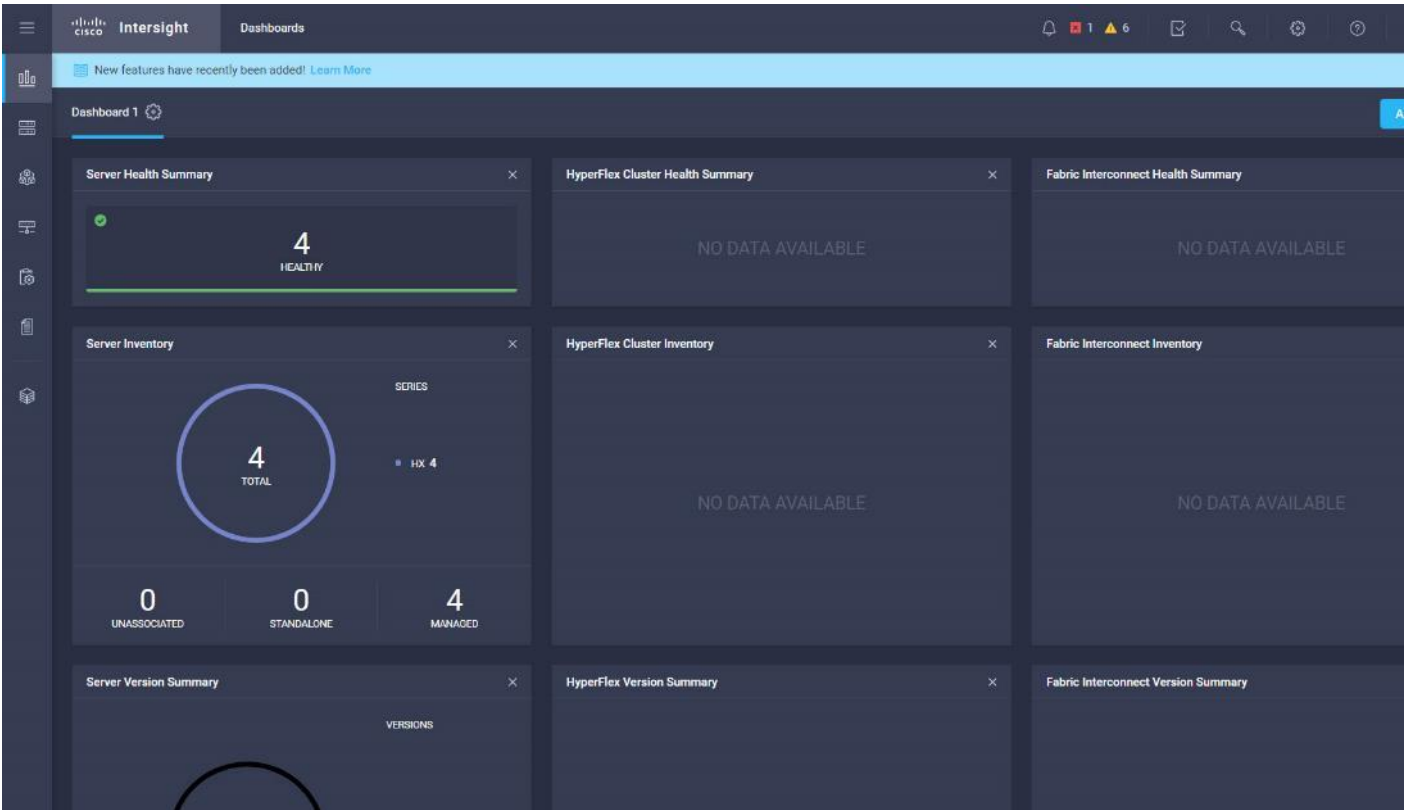 cisco Intersight Dashboards 1 6
New features have recently been added! Learn More
Dashboard 1 A
Server Health Summary
4
HEALTHY
HyperFlex Cluster Health Summary
NO DATA AVAILABLE
Fabric Interconnect Health Summary
NO DATA AVAILABLE
Server Inventory
SERIES
4
TOTAL
HX 4
0
UNASSOCIATED
0
STANDALONE
4
MANAGED
HyperFlex Cluster Inventory
NO DATA AVAILABLE
Fabric Interconnect Inventory
NO DATA AVAILABLE
Server Version Summary
VERSIONS
HyperFlex Version Summary
Fabric Interconnect Version Summary